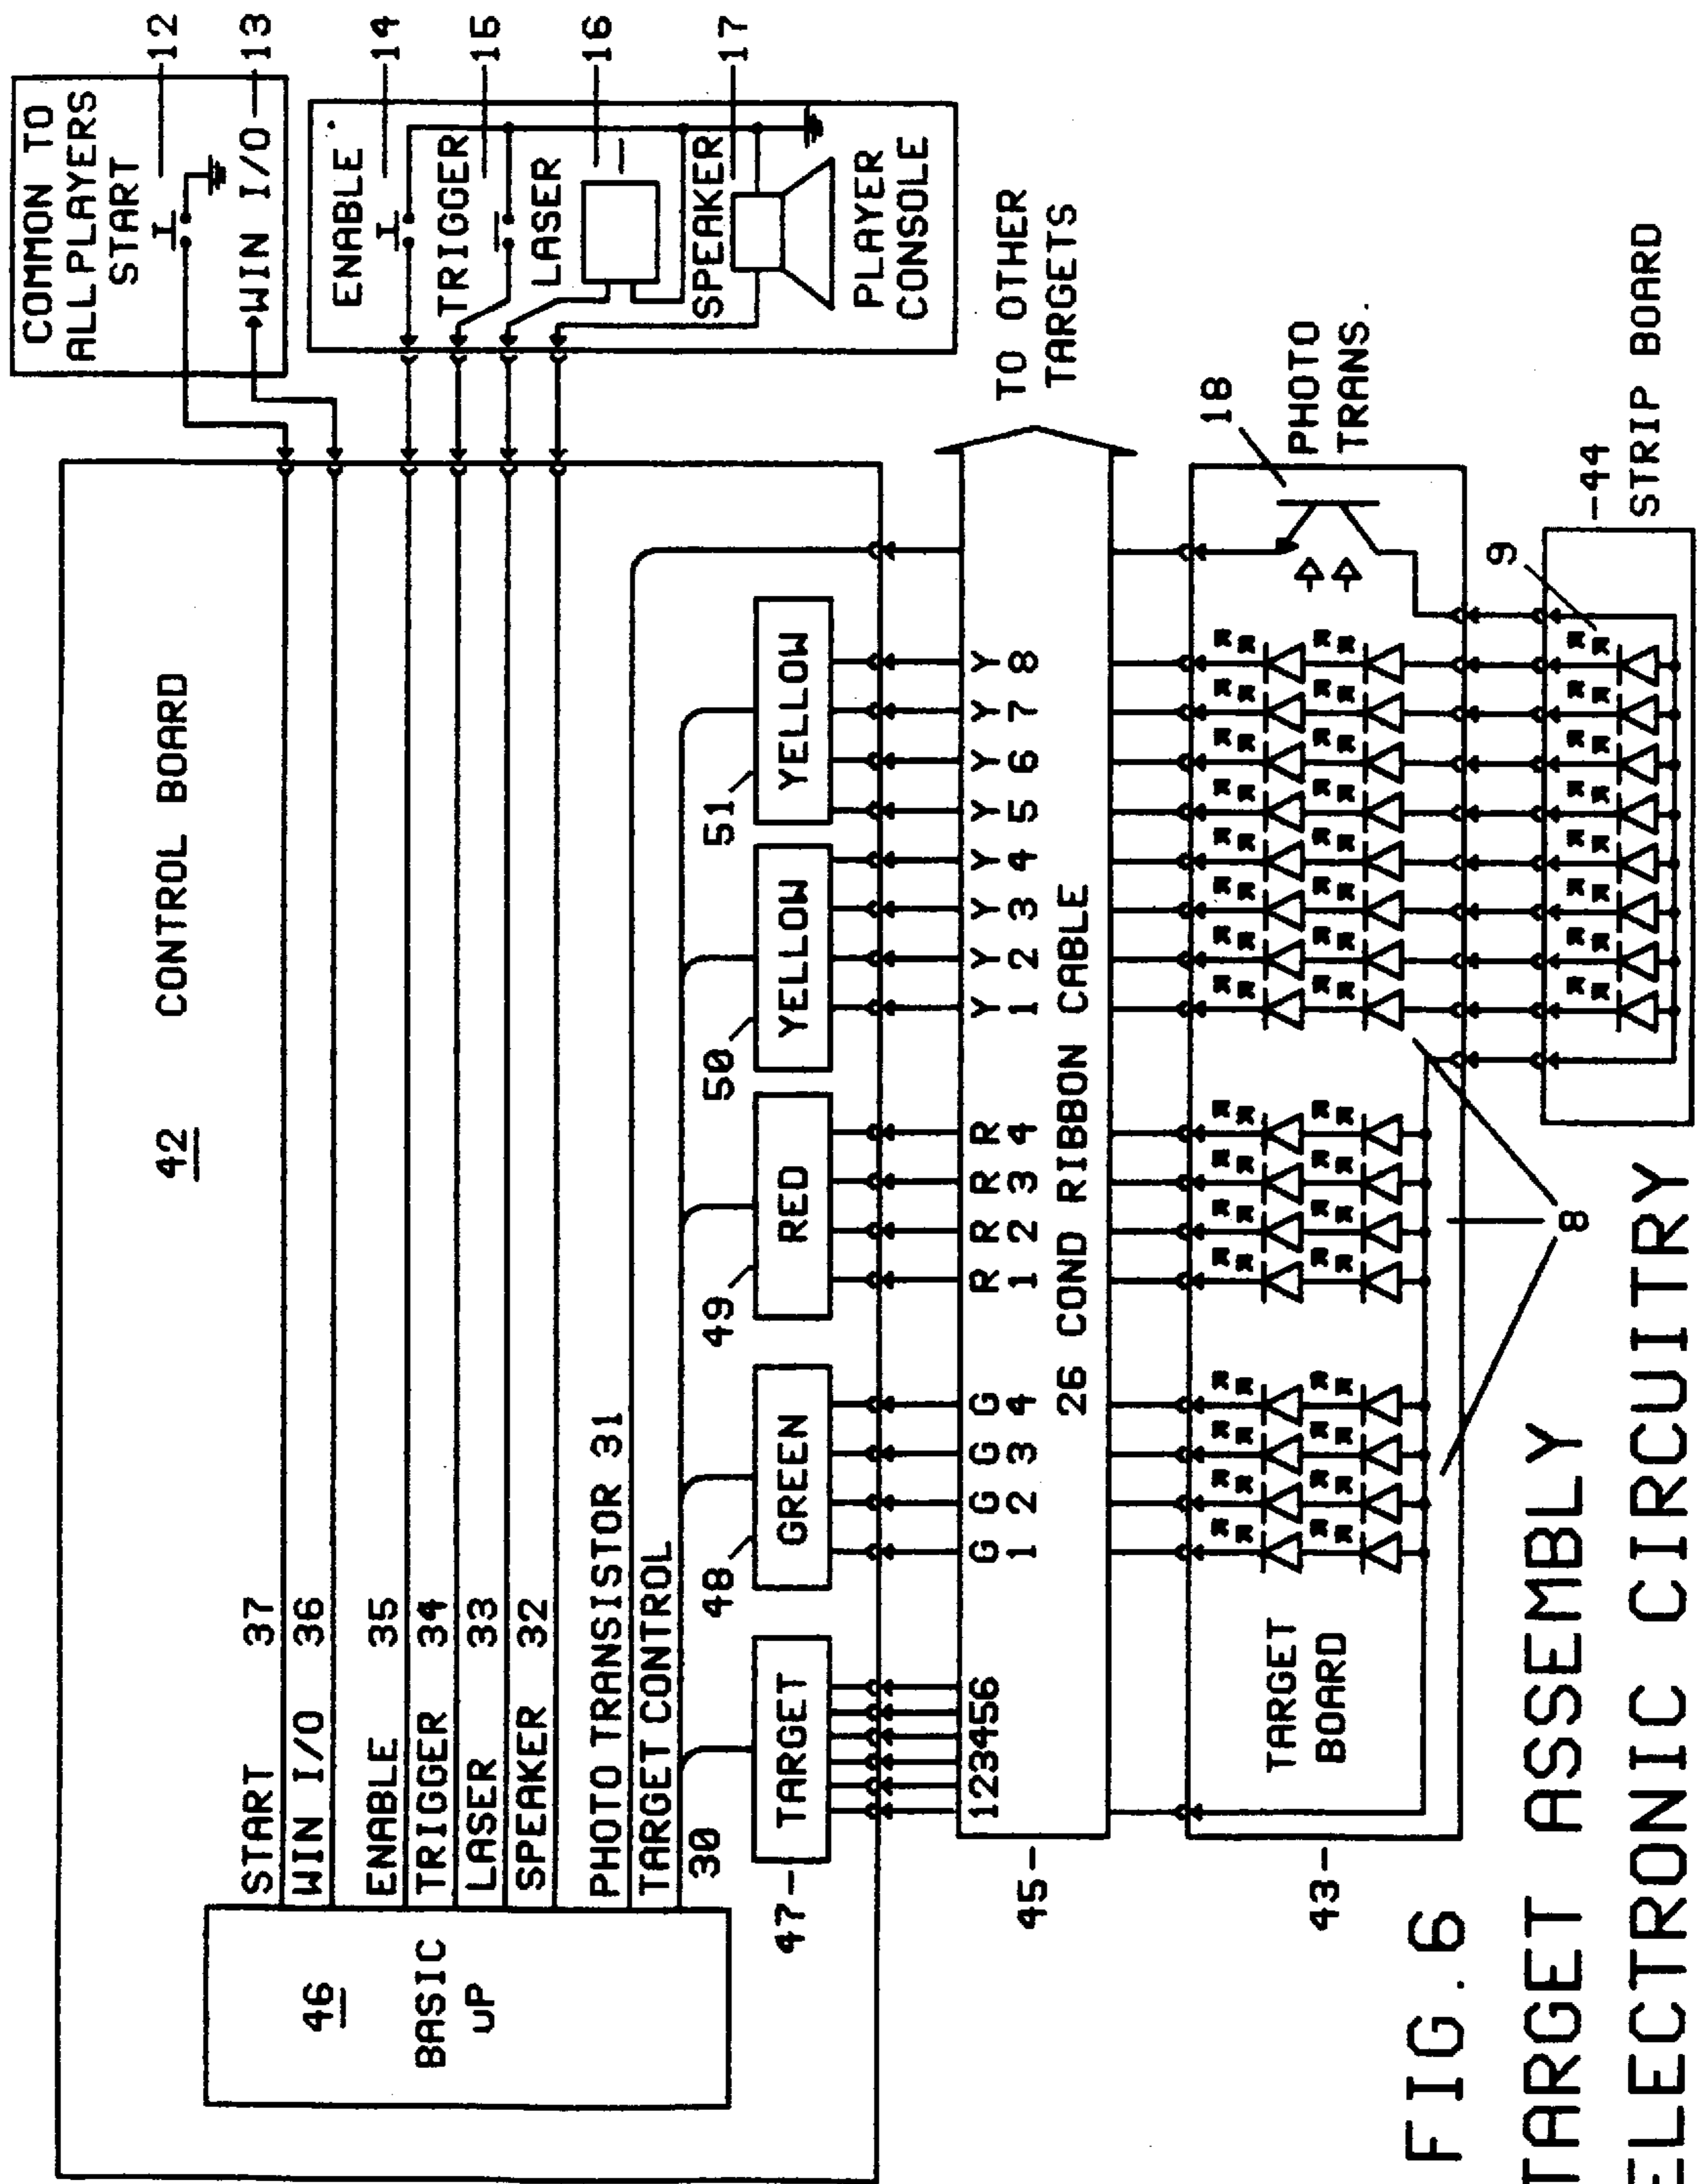 COMMON TO
ALL PLAYERS
START
12
WIN I/O
13
42
CONTROL BOARD
46
BASIC
uP
START 37
WIN I/O 36
ENABLE 35
TRIGGER 34
LASER 33
SPEAKER 32
PHOTO TRANSISTOR 31
TARGET CONTROL
30
ENABLE
14
TRIGGER
15
LASER
16
SPEAKER
17
PLAYER
CONSOLE
47
TARGET
48
GREEN
49
RED
50
YELLOW
51
YELLOW
45
123456
G G G G R R R R Y Y Y Y Y Y Y Y
1 2 3 4 1 2 3 4 1 2 3 4 5 6 7 8
26 COND RIBBON CABLE
TO OTHER
TARGETS
43
TARGET
BOARD
18
PHOTO
TRANS.
8
9
44
STRIP BOARD
FIG.6
TARGET ASSEMBLY
ELECTRONIC CIRCUITRY